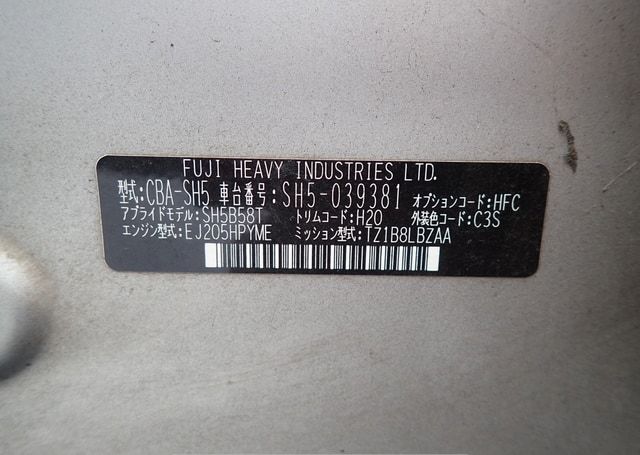 FUJI HEAVY INDUSTRIES LTD.
型式:CBA-SH5 車台番号:SH5-039381 オプションコード:HFC
アプライドモデル:SH5B58T トリムコード:H20 外装色コード:C3S
エンジン型式:EJ205HPYME ミッション型式:TZ1B8LBZAA